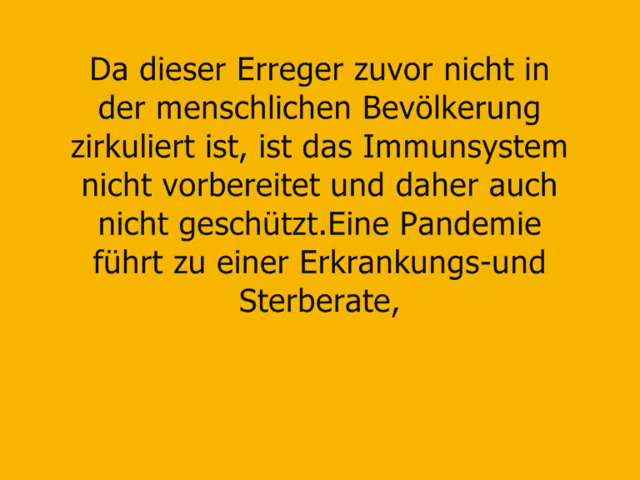 Da dieser Erreger zuvor nicht in
der menschlichen Bevölkerung
zirkuliert ist, ist das Immunsystem
nicht vorbereitet und daher auch
nicht geschützt.Eine Pandemie
führt zu einer Erkrankungs-und
Sterberate,